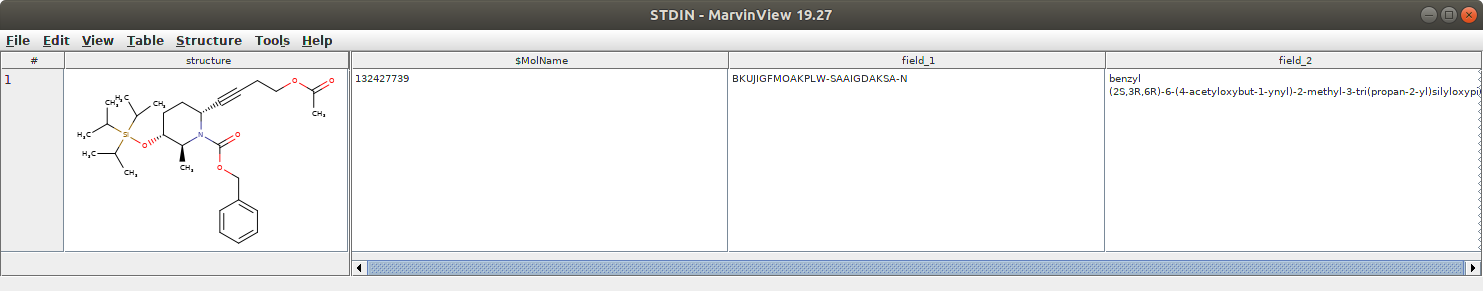 STDIN - MarvinView 19.27
File Edit View Table Structure Tools Help
# structure $MolName field_1 field_2
1 132427739 BKUJIGFMOAKPLW-SAAIGDAKSA-N benzyl
(2S,3R,6R)-6-(4-acetyloxybut-1-ynyl)-2-methyl-3-tri(propan-2-yl)silyloxypi
O O
CH₃ H₃C CH₃ O
CH₃
H₃C Si N O
O
H₃C CH₃ O
CH₃